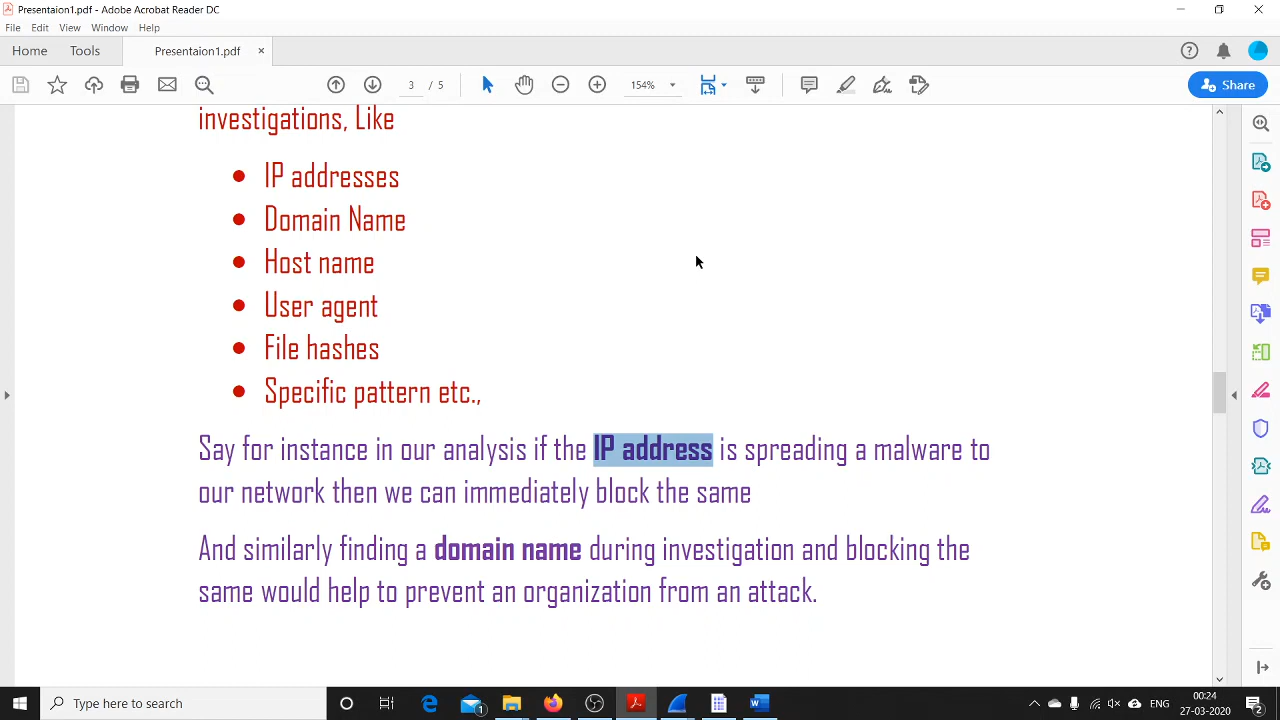 Presentaion1.pdf - Adobe Acrobat Reader DC
File Edit View Window Help
Home Tools Presentaion1.pdf ×
3 / 5 154% Share
investigations, Like
• IP addresses
• Domain Name
• Host name
• User agent
• File hashes
• Specific pattern etc.,
Say for instance in our analysis if the IP address is spreading a malware to
our network then we can immediately block the same
And similarly finding a domain name during investigation and blocking the
same would help to prevent an organization from an attack.
Type here to search
1
ENG
00:24
27-03-2020
2